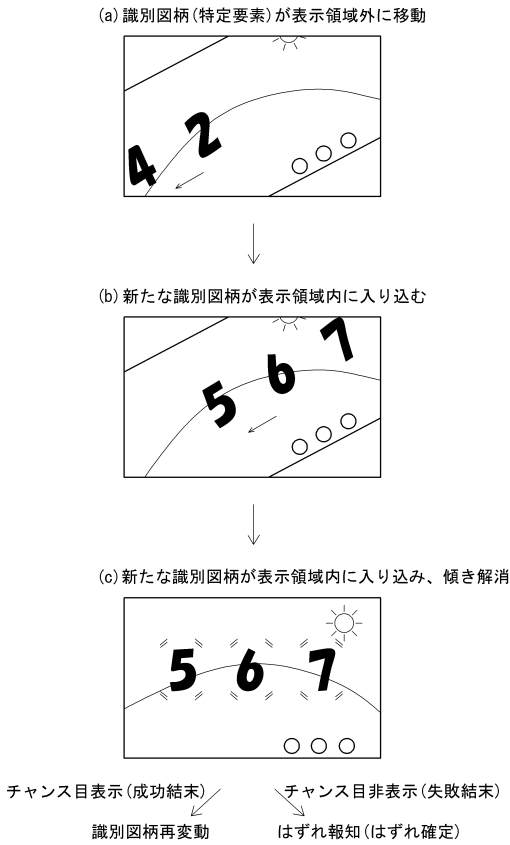 (a) 識別図柄(特定要素)が表示領域外に移動
4 2
(b) 新たな識別図柄が表示領域内に入り込む
5 6 7
(c) 新たな識別図柄が表示領域内に入り込み、傾き解消
5 6 7
チャンス目表示(成功結末)
チャンス目非表示(失敗結末)
識別図柄再変動
はずれ報知(はずれ確定)